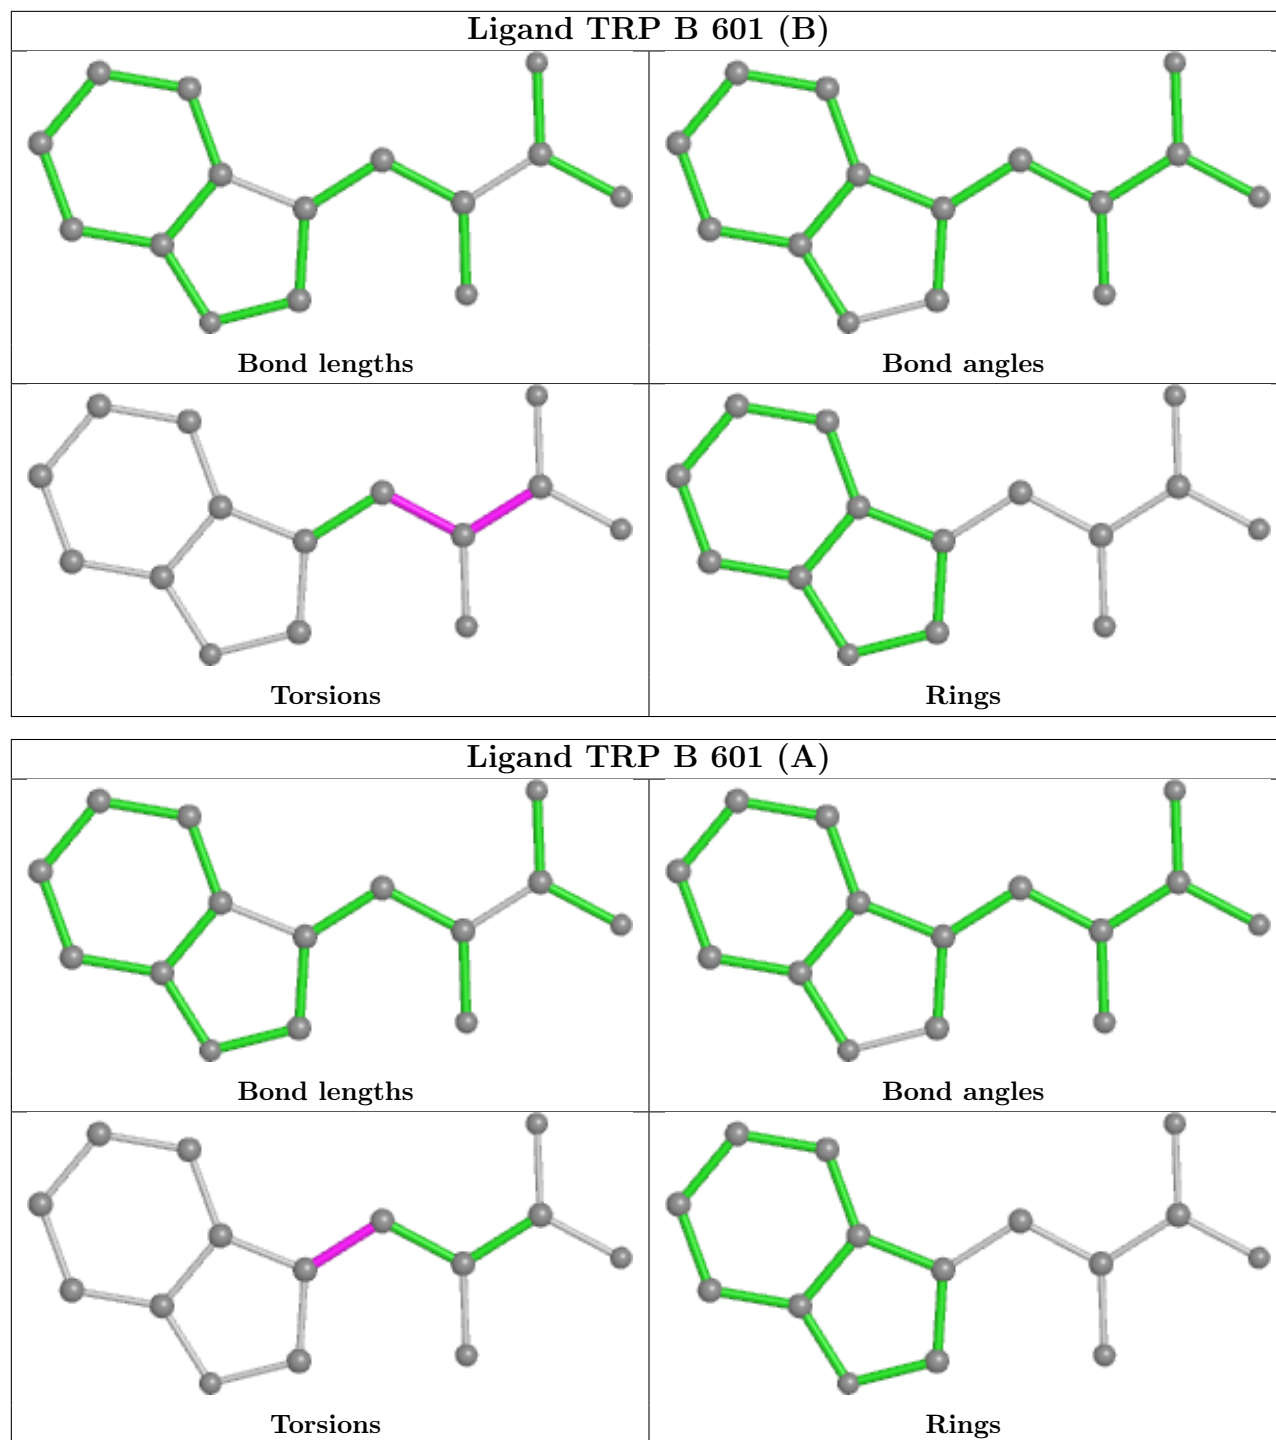 Ligand TRP B 601 (B)
Bond lengths
Bond angles
Torsions
Rings
Ligand TRP B 601 (A)
Bond lengths
Bond angles
Torsions
Rings